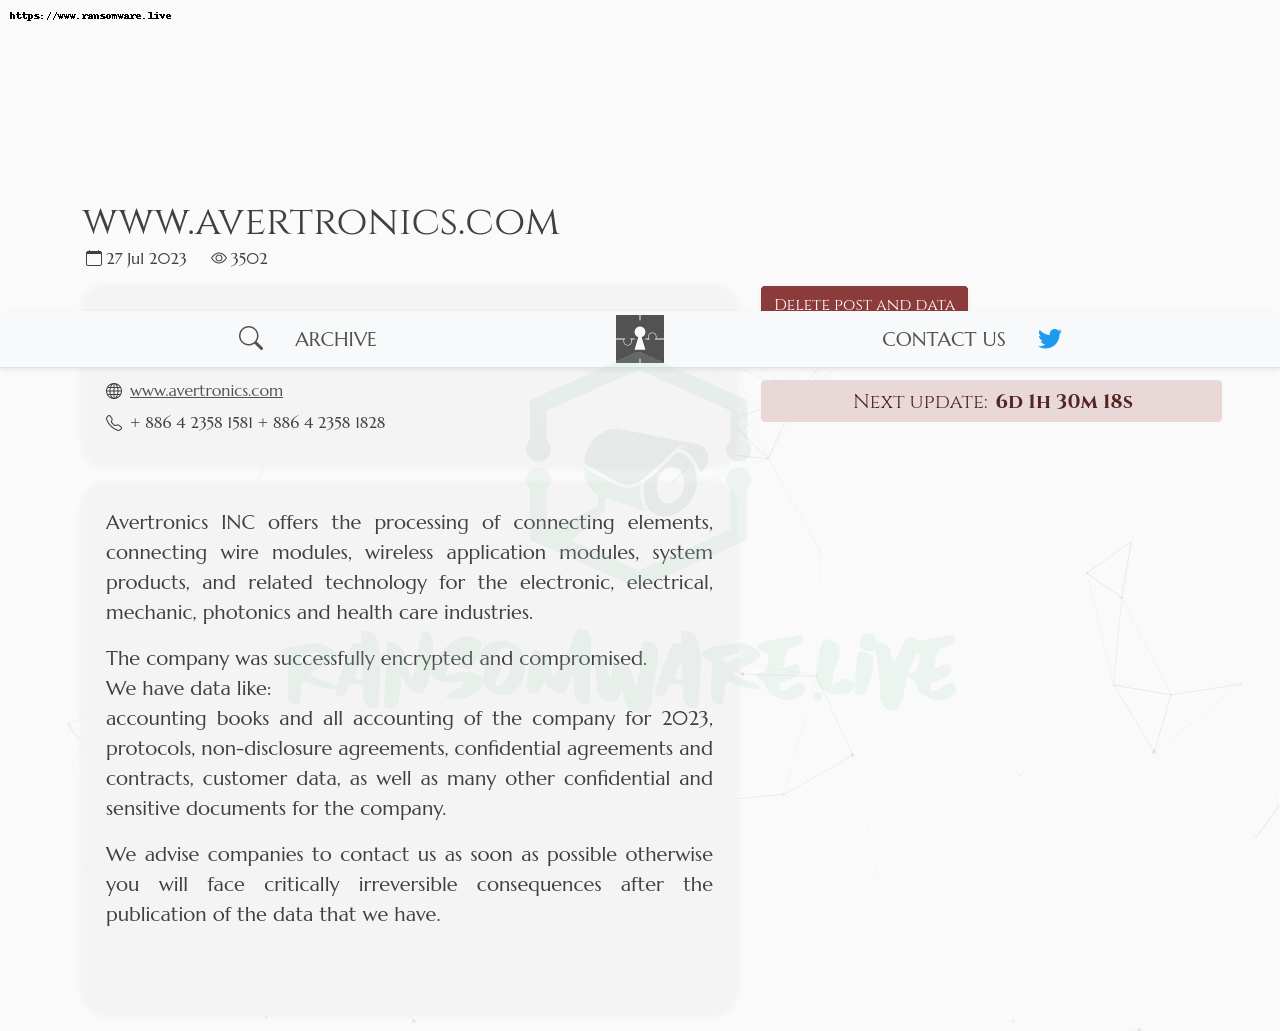 https://www.ransomware.live
WWW.AVERTRONICS.COM
27 Jul 2023 3502
DELETE POST AND DATA
ARCHIVE CONTACT US
www.avertronics.com
NEXT UPDATE: 6D 1H 30M 18S
+ 886 4 2358 1581 + 886 4 2358 1828
Avertronics INC offers the processing of connecting elements,
connecting wire modules, wireless application modules, system
products, and related technology for the electronic, electrical,
mechanic, photonics and health care industries.
The company was successfully encrypted and compromised.
RANSOMWARE.LIVE
We have data like:
accounting books and all accounting of the company for 2023,
protocols, non-disclosure agreements, confidential agreements and
contracts, customer data, as well as many other confidential and
sensitive documents for the company.
We advise companies to contact us as soon as possible otherwise
you will face critically irreversible consequences after the
publication of the data that we have.